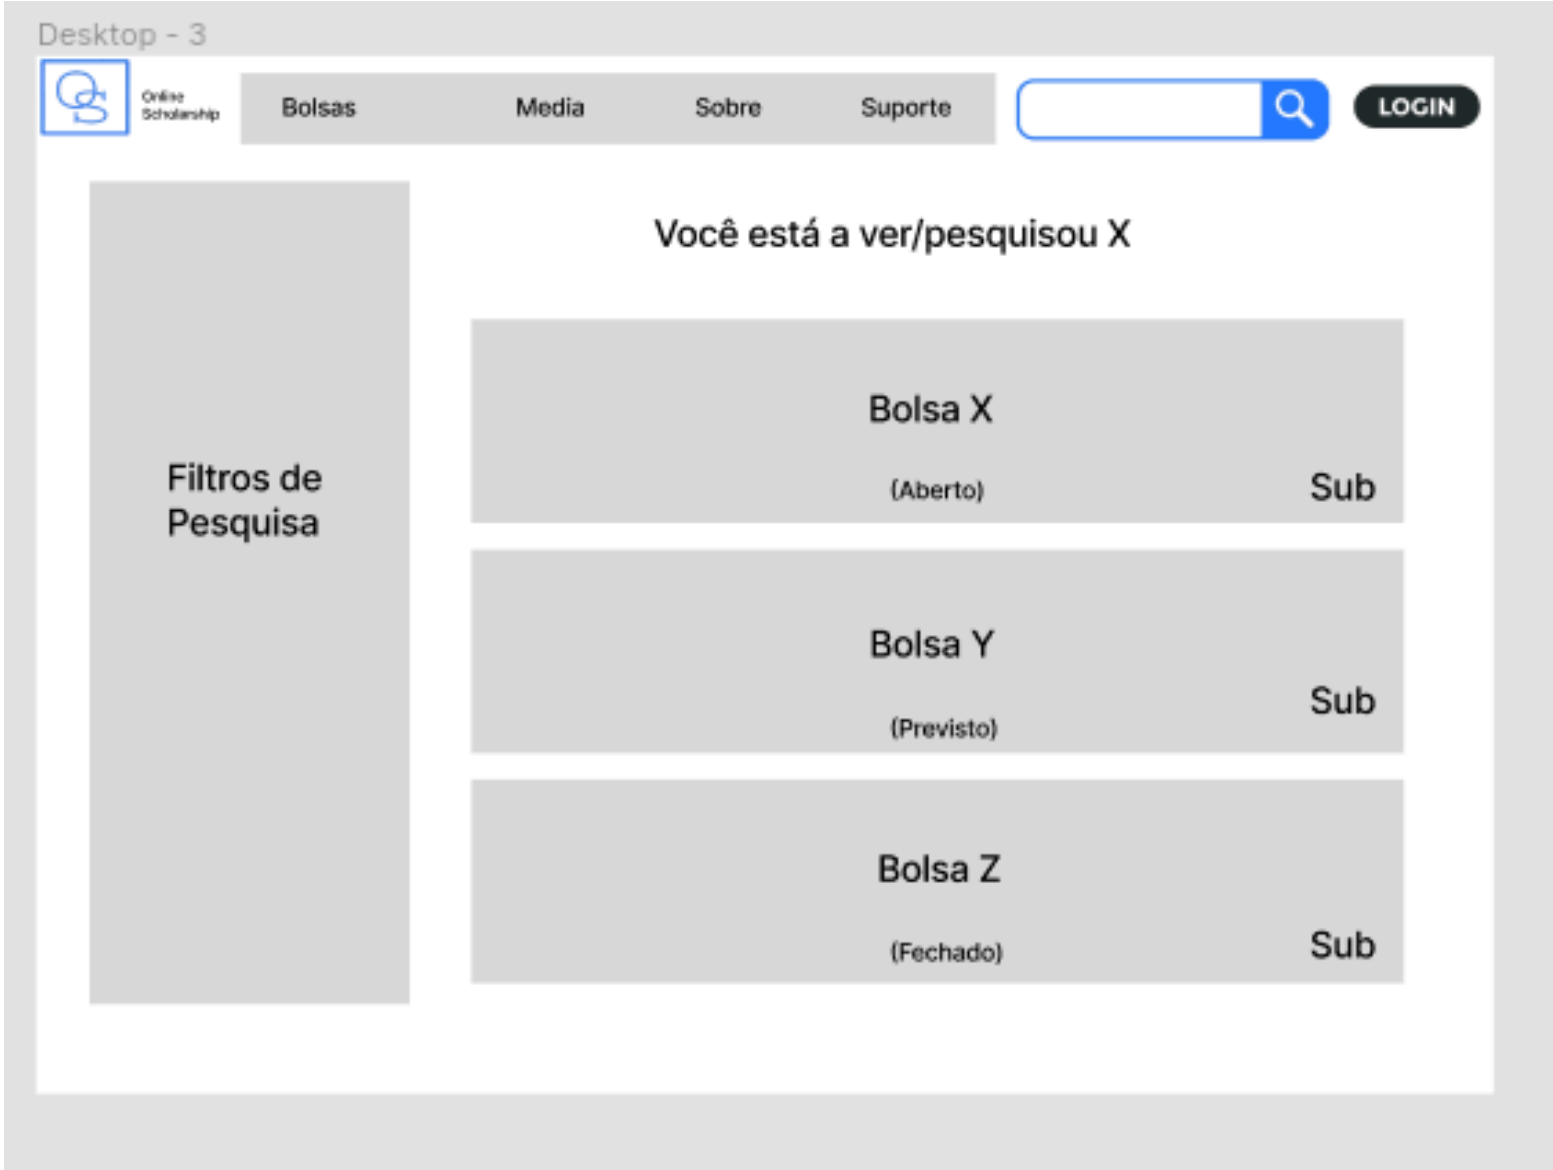 Desktop - 3
OS
Online
Scholarship
Bolsas Media Sobre Suporte
LOGIN
Você está a ver/pesquisou X
Filtros de
Pesquisa
Bolsa X
(Aberto)
Sub
Bolsa Y
Sub
(Previsto)
Bolsa Z
(Fechado)
Sub